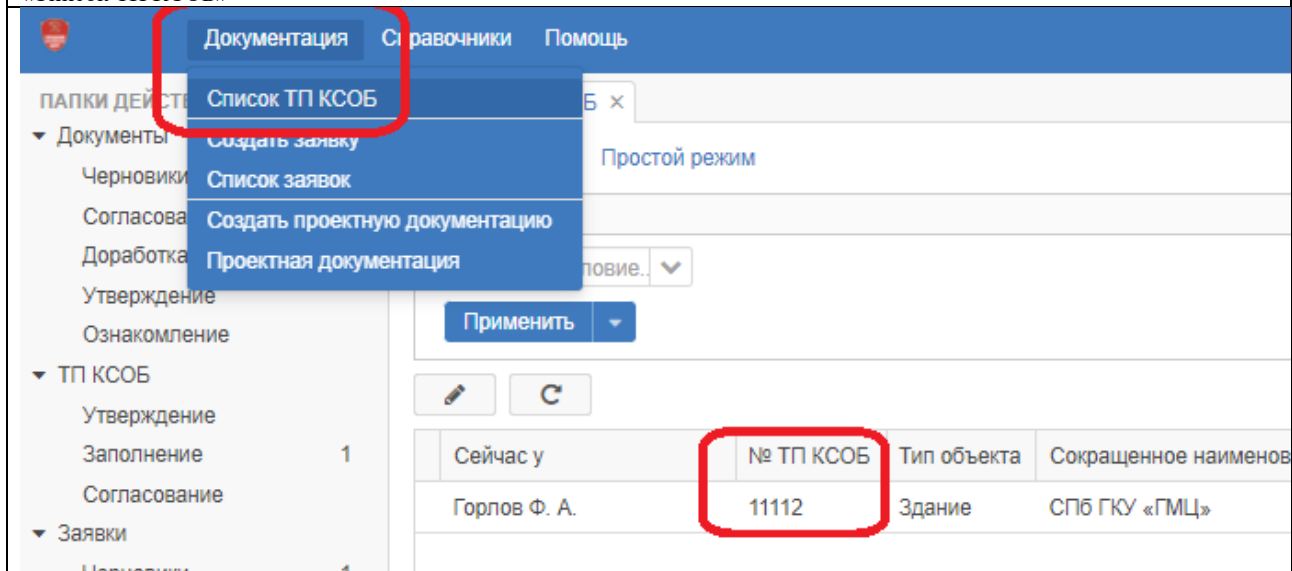 Документация Справочники Помощь
ПАПКИ Список ТП КСОБ Б ×
Документы Создать заявку
Простой режим
Черновики Список заявок
Согласова Создать проектную документацию
Доработка Проектная документация ловие..
Утверждение
Применить
Ознакомление
ТП КСОБ
Утверждение
Заполнение 1
Сейчас у № ТП КСОБ Тип объекта Сокращенное наименов
Согласование
Горлов Ф. А. 11112 Здание СПб ГКУ «ГМЦ»
Заявки